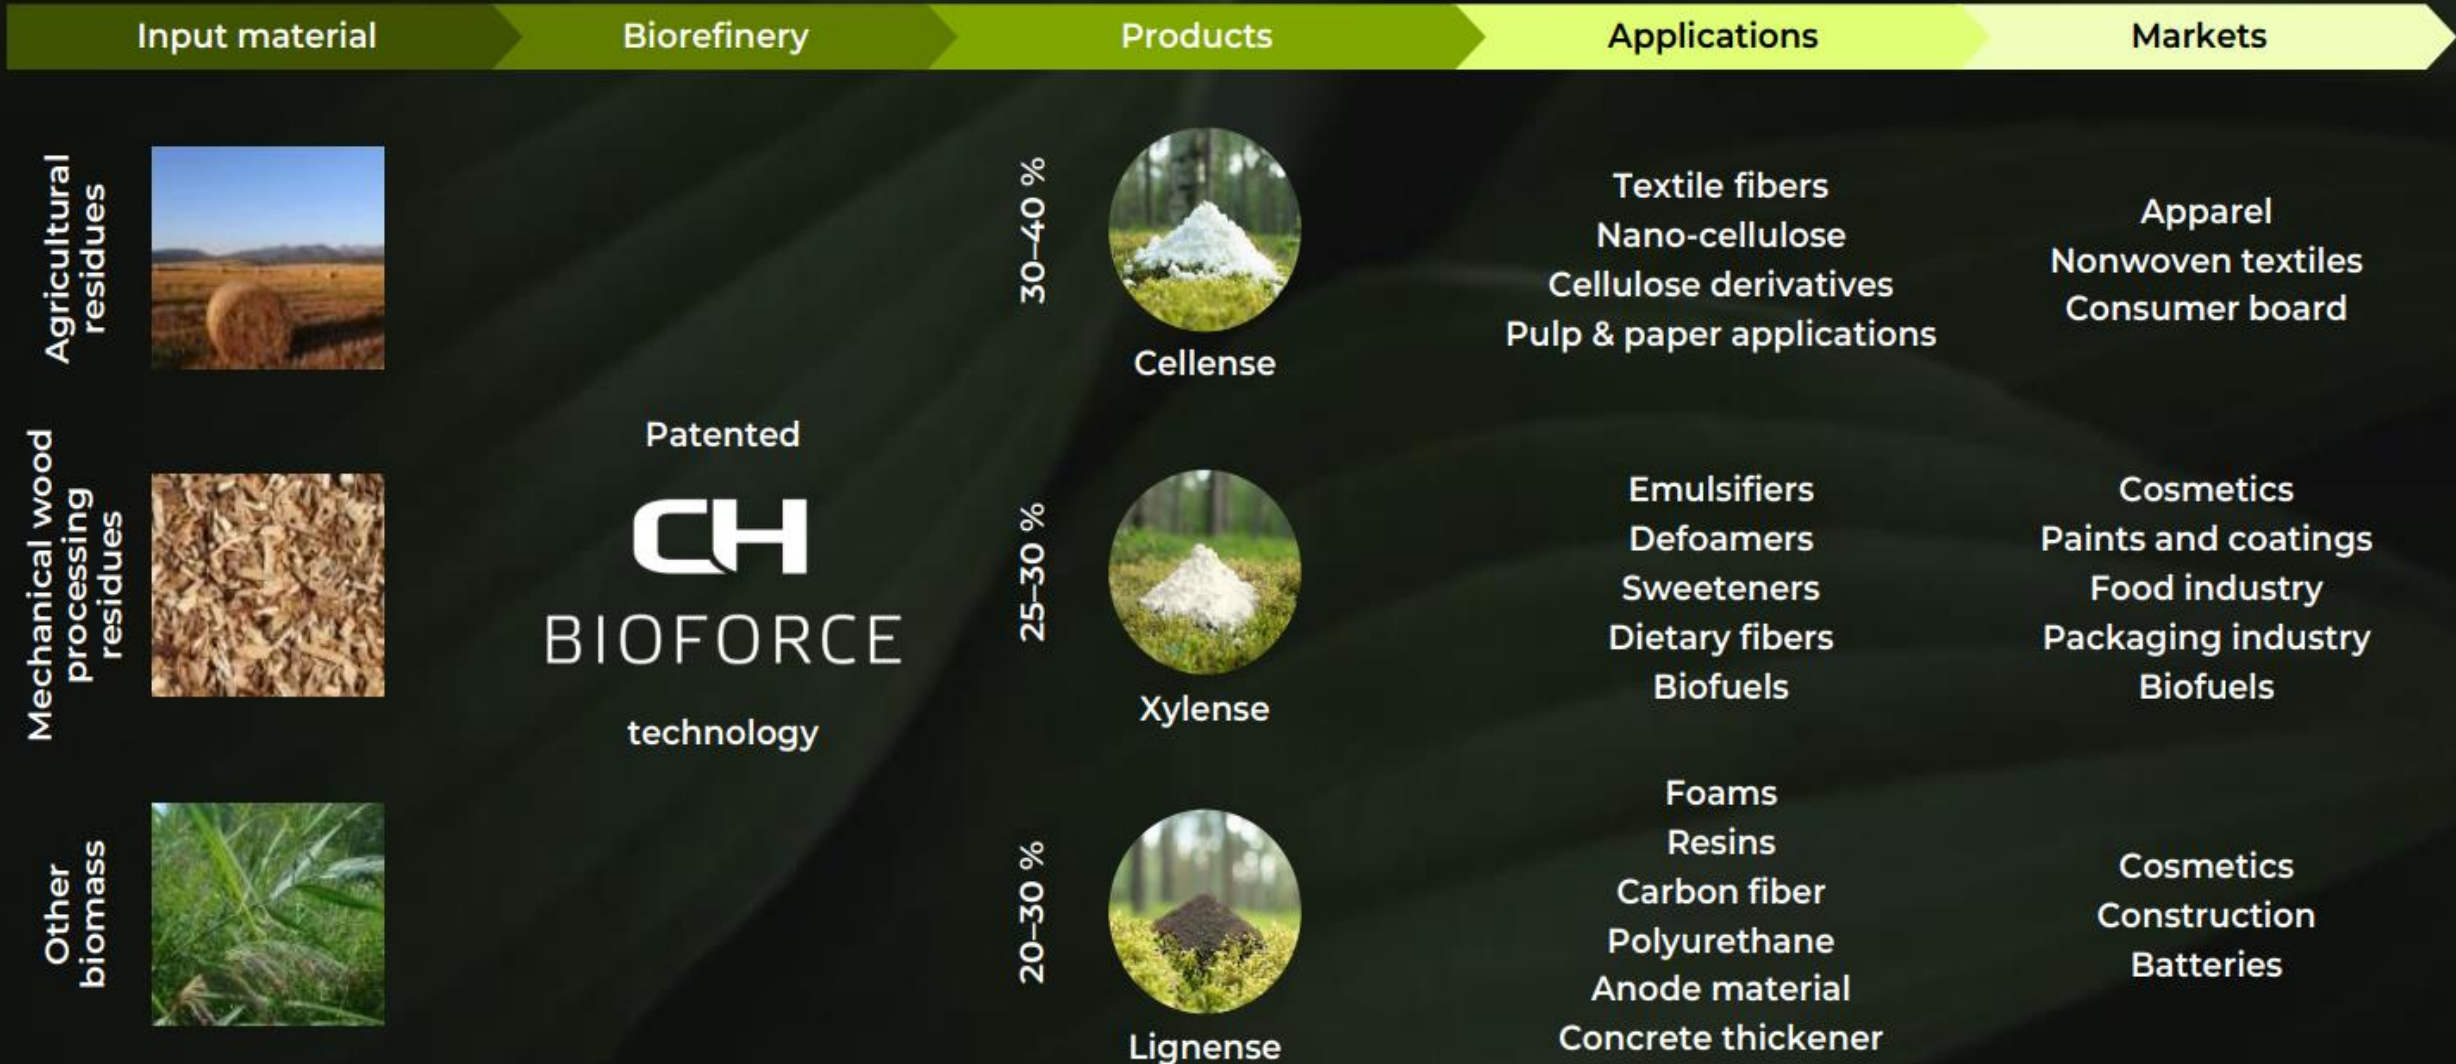 Input material
Biorefinery
Products
Applications
Markets
Agricultural
residues
Mechanical wood
processing
residues
Other
biomass
Patented
CH
BIOFORCE
technology
30–40 %
Cellense
25–30 %
Xylense
20–30 %
Lignense
Textile fibers
Nano-cellulose
Cellulose derivatives
Pulp & paper applications
Emulsifiers
Defoamers
Sweeteners
Dietary fibers
Biofuels
Foams
Resins
Carbon fiber
Polyurethane
Anode material
Concrete thickener
Apparel
Nonwoven textiles
Consumer board
Cosmetics
Paints and coatings
Food industry
Packaging industry
Biofuels
Cosmetics
Construction
Batteries